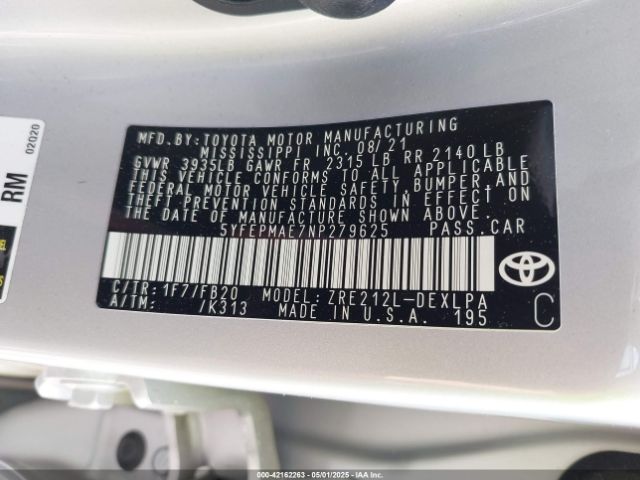 MFD.BY:TOYOTA MOTOR MANUFACTURING
MISSISSIPPI INC. 08/21
GVWR 3935LB GAWR FR 2315LB RR 2140LB
THIS VEHICLE CONFORMS TO ALL APPLICABLE
FEDERAL MOTOR VEHICLE SAFETY, BUMPER, AND
THEFT PREVENTION STANDARDS IN EFFECT ON
THE DATE OF MANUFACTURE SHOWN ABOVE.
5YFEPMAE7NP279625 PASS.CAR
C/TR: 1F7/FB20 MODEL: ZRE212L-DEXLPA
A/TM: /K313 MADE IN U.S.A. 195
C
02020
RM
000-42162263 - 05/01/2025 - IAA Inc.